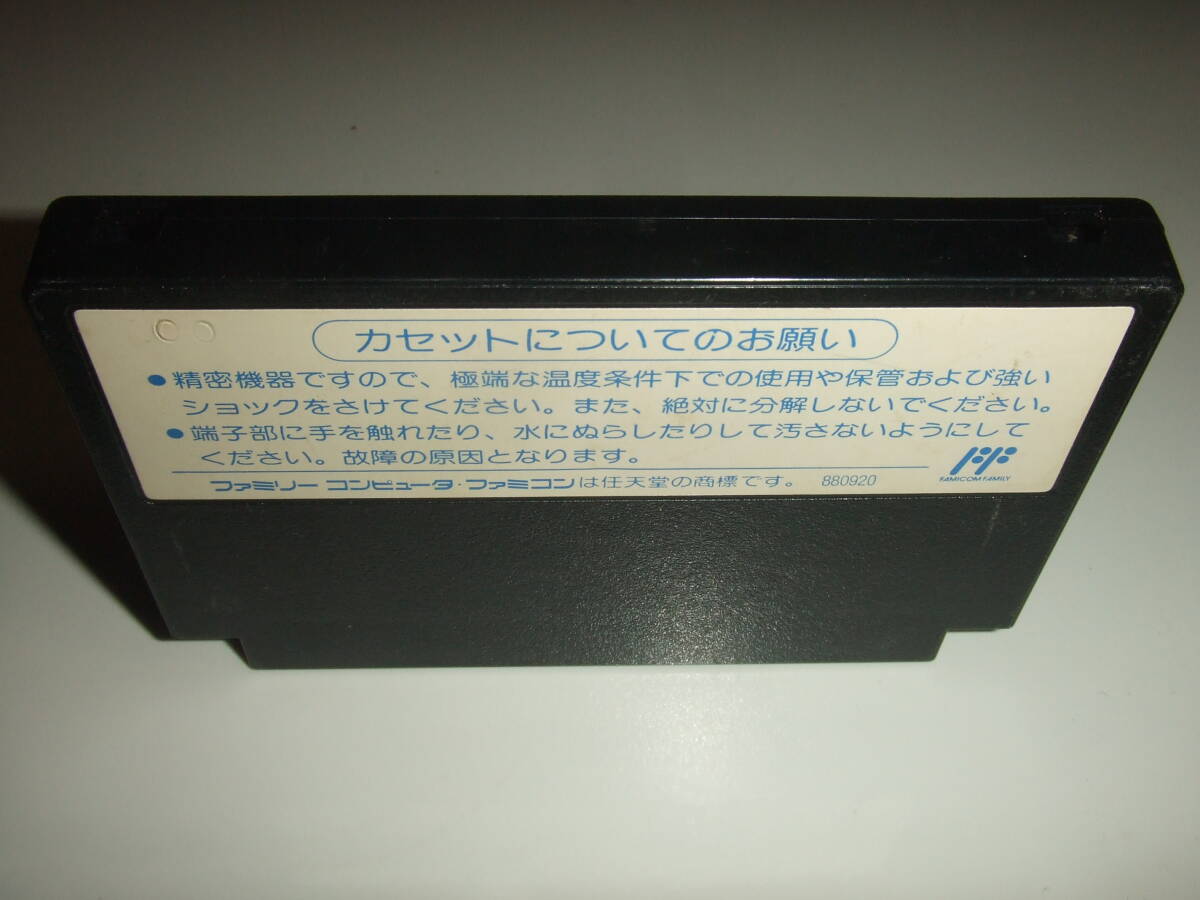 カセットについてのお願い
●精密機器ですので、極端な温度条件下での使用や保管および強い
ショックをさけてください。また、絶対に分解しないでください。
●端子部に手を触れたり、水にぬらしたりして汚さないようにして
ください。故障の原因となります。
ファミリー コンピュータ・ファミコンは任天堂の商標です。 880920
FAMICOM FAMILY